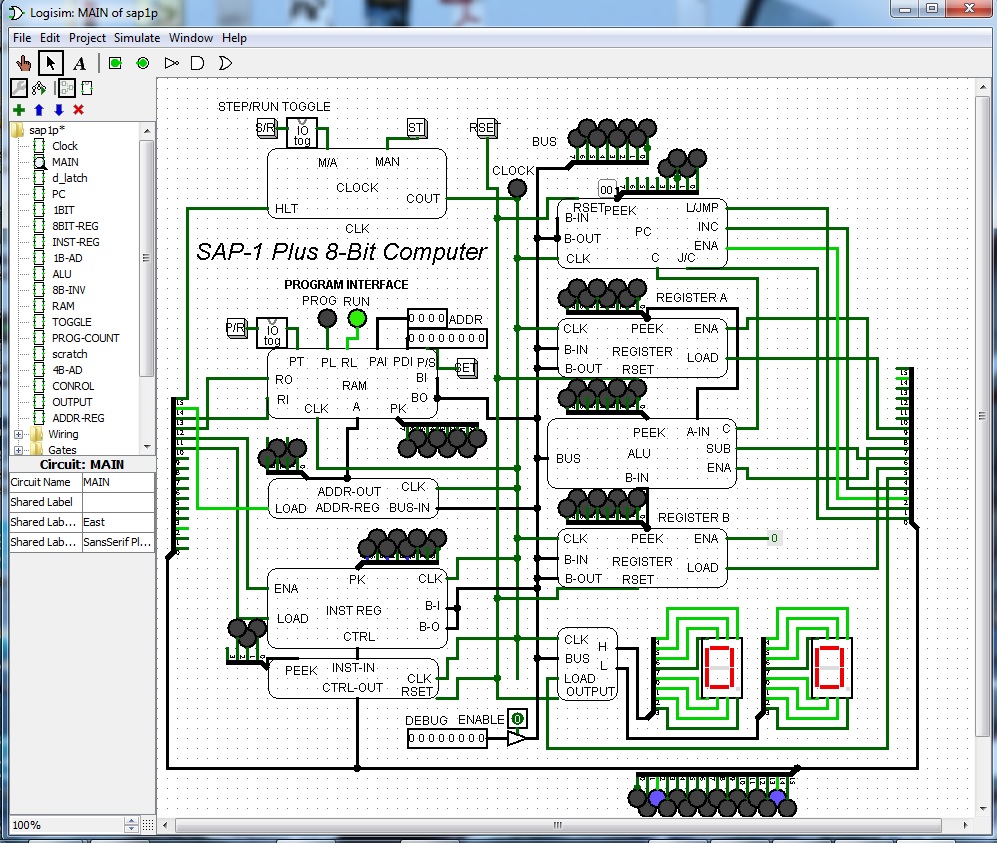 Logisim: MAIN of sap1p
File Edit Project Simulate Window Help
A
sap1p*
Clock
MAIN
d_latch
PC
1BIT
8BIT-REG
INST-REG
1B-AD
ALU
8B-INV
RAM
TOGGLE
PROG-COUNT
scratch
4B-AD
CONROL
OUTPUT
ADDR-REG
Wiring
Gates
Circuit: MAIN
Circuit Name MAIN
Shared Label
Shared Lab... East
Shared Lab... SansSerif Pl...
100%
STEP/RUN TOGGLE
S/R
IO
tog
ST
RSET
M/A MAN
CLOCK
COUT
HLT
CLK
CLOCK
BUS
SAP-1 Plus 8-Bit Computer
PROGRAM INTERFACE
PROG RUN
P/R
IO
tog
0000 ADDR
00000000
SET
PT PL RL PAI PDI P/S
RO BI
RAM
RI BO
CLK A PK
ADDR-OUT CLK
LOAD ADDR-REG BUS-IN
PK CLK
ENA
INST REG B-I
LOAD
B-O
CTRL
PEEK INST-IN
CLK
CTRL-OUT RSET
DEBUG ENABLE
0
00000000
00
RSET PEEK L/JMP
B-IN
PC INC
B-OUT ENA
CLK C J/C
REGISTER A
CLK PEEK ENA
B-IN REGISTER LOAD
B-OUT RSET
PEEK A-IN C
ALU SUB
BUS ENA
B-IN
REGISTER B
CLK PEEK ENA 0
B-IN REGISTER LOAD
B-OUT RSET
CLK H
BUS L
LOAD
OUTPUT
0 0